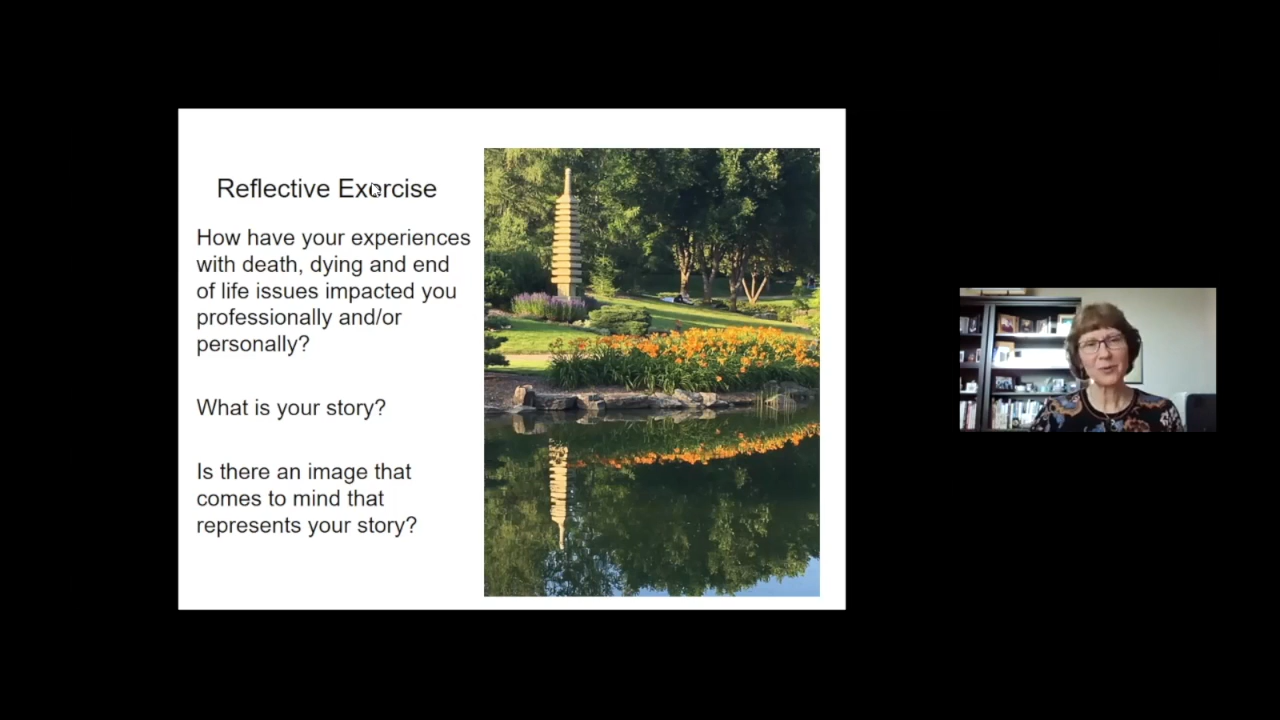 Reflective Exercise
How have your experiences
with death, dying and end
of life issues impacted you
professionally and/or
personally?
What is your story?
Is there an image that
comes to mind that
represents your story?